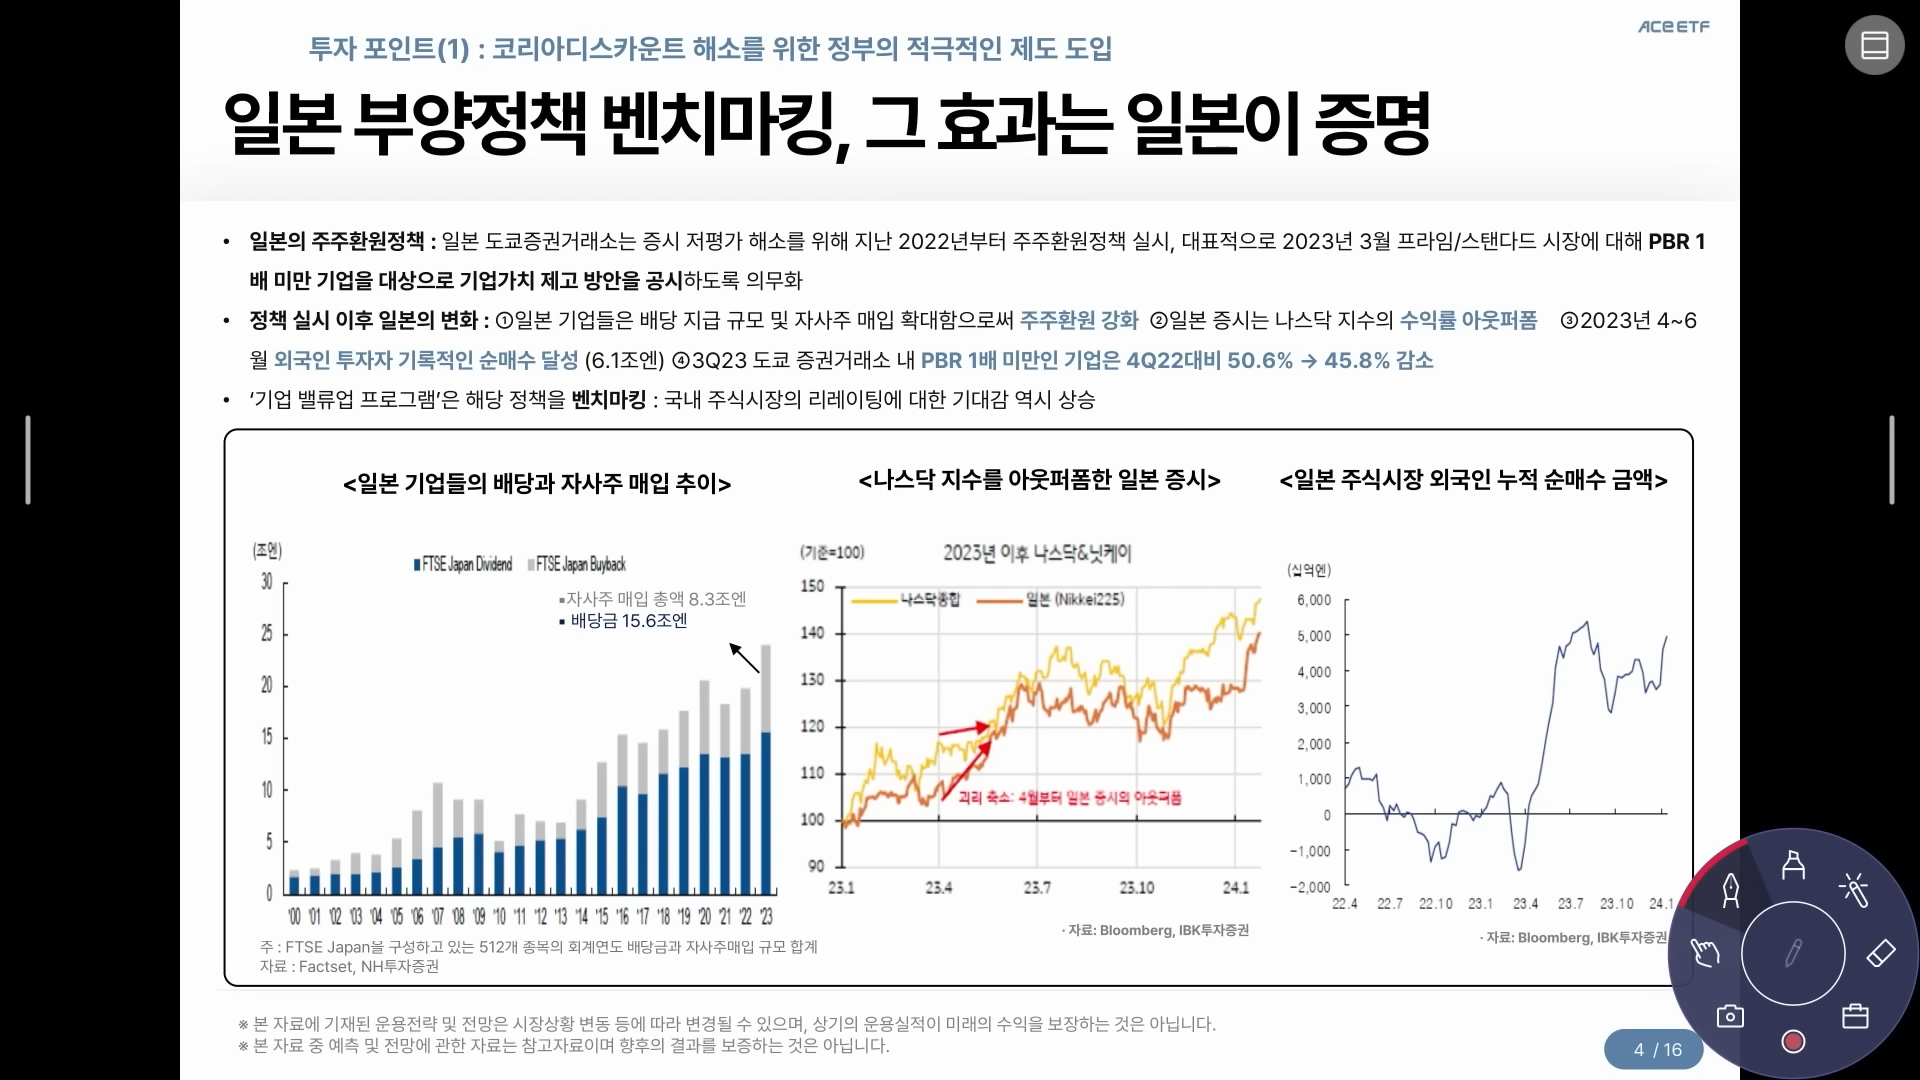 투자 포인트(1) : 코리아디스카운트 해소를 위한 정부의 적극적인 제도 도입
ACE ETF
일본 부양정책 벤치마킹, 그 효과는 일본이 증명
• 일본의 주주환원정책 : 일본 도쿄증권거래소는 증시 저평가 해소를 위해 지난 2022년부터 주주환원정책 실시, 대표적으로 2023년 3월 프라임/스탠다드 시장에 대해 PBR 1
배 미만 기업을 대상으로 기업가치 제고 방안을 공시하도록 의무화
• 정책 실시 이후 일본의 변화 : ①일본 기업들은 배당 지급 규모 및 자사주 매입 확대함으로써 주주환원 강화 ②일본 증시는 나스닥 지수의 수익률 아웃퍼폼 ③2023년 4~6
월 외국인 투자자 기록적인 순매수 달성 (6.1조엔) ④3Q23 도쿄 증권거래소 내 PBR 1배 미만인 기업은 4Q22대비 50.6% → 45.8% 감소
• ‘기업 밸류업 프로그램’은 해당 정책을 벤치마킹 : 국내 주식시장의 리레이팅에 대한 기대감 역시 상승
<일본 기업들의 배당과 자사주 매입 추이>
(조엔)
FTSE Japan Dividend FTSE Japan Buyback
▪자사주 매입 총액 8.3조엔
▪ 배당금 15.6조엔
30
25
20
15
10
5
0
'00 '01 '02 '03 '04 '05 '06 '07 '08 '09 '10 '11 '12 '13 '14 '15 '16 '17 '18 '19 '20 '21 '22 '23
주 : FTSE Japan을 구성하고 있는 512개 종목의 회계연도 배당금과 자사주매입 규모 합계
자료 : Factset, NH투자증권
<나스닥 지수를 아웃퍼폼한 일본 증시>
(기준=100) 2023년 이후 나스닥&닛케이
나스닥종합 일본 (Nikkei225)
150
140
130
120
110
100
90
괴리 축소: 4월부터 일본 증시의 아웃퍼폼
23.1 23.4 23.7 23.10 24.1
· 자료: Bloomberg, IBK투자증권
<일본 주식시장 외국인 누적 순매수 금액>
(십억엔)
6,000
5,000
4,000
3,000
2,000
1,000
0
-1,000
-2,000
22.4 22.7 22.10 23.1 23.4 23.7 23.10 24.1
· 자료: Bloomberg, IBK투자증권
※ 본 자료에 기재된 운용전략 및 전망은 시장상황 변동 등에 따라 변경될 수 있으며, 상기의 운용실적이 미래의 수익을 보장하는 것은 아닙니다.
※ 본 자료 중 예측 및 전망에 관한 자료는 참고자료이며 향후의 결과를 보증하는 것은 아닙니다.
4 / 16